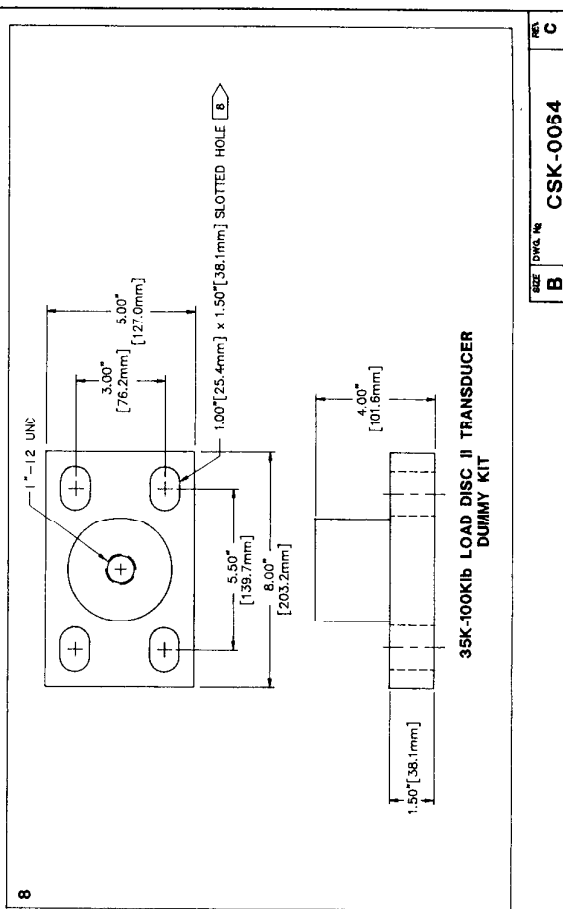 8
1"-12 UNC
3.00"
[76.2mm]
5.00"
[127.0mm]
1.00"[25.4mm] x 1.50"[38.1mm] SLOTTED HOLE 8
5.50"
[139.7mm]
8.00"
[203.2mm]
4.00"
[101.6mm]
1.50"[38.1mm]
35K-100Klb LOAD DISC II TRANSDUCER
DUMMY KIT
SIZE
B
DWG. No
CSK-0054
REV.
C